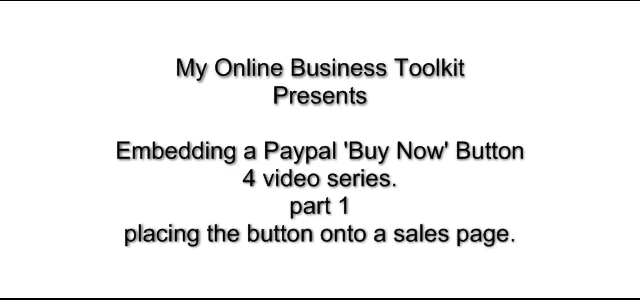 My Online Business Toolkit
Presents
Embedding a Paypal 'Buy Now' Button
4 video series.
part 1
placing the button onto a sales page.